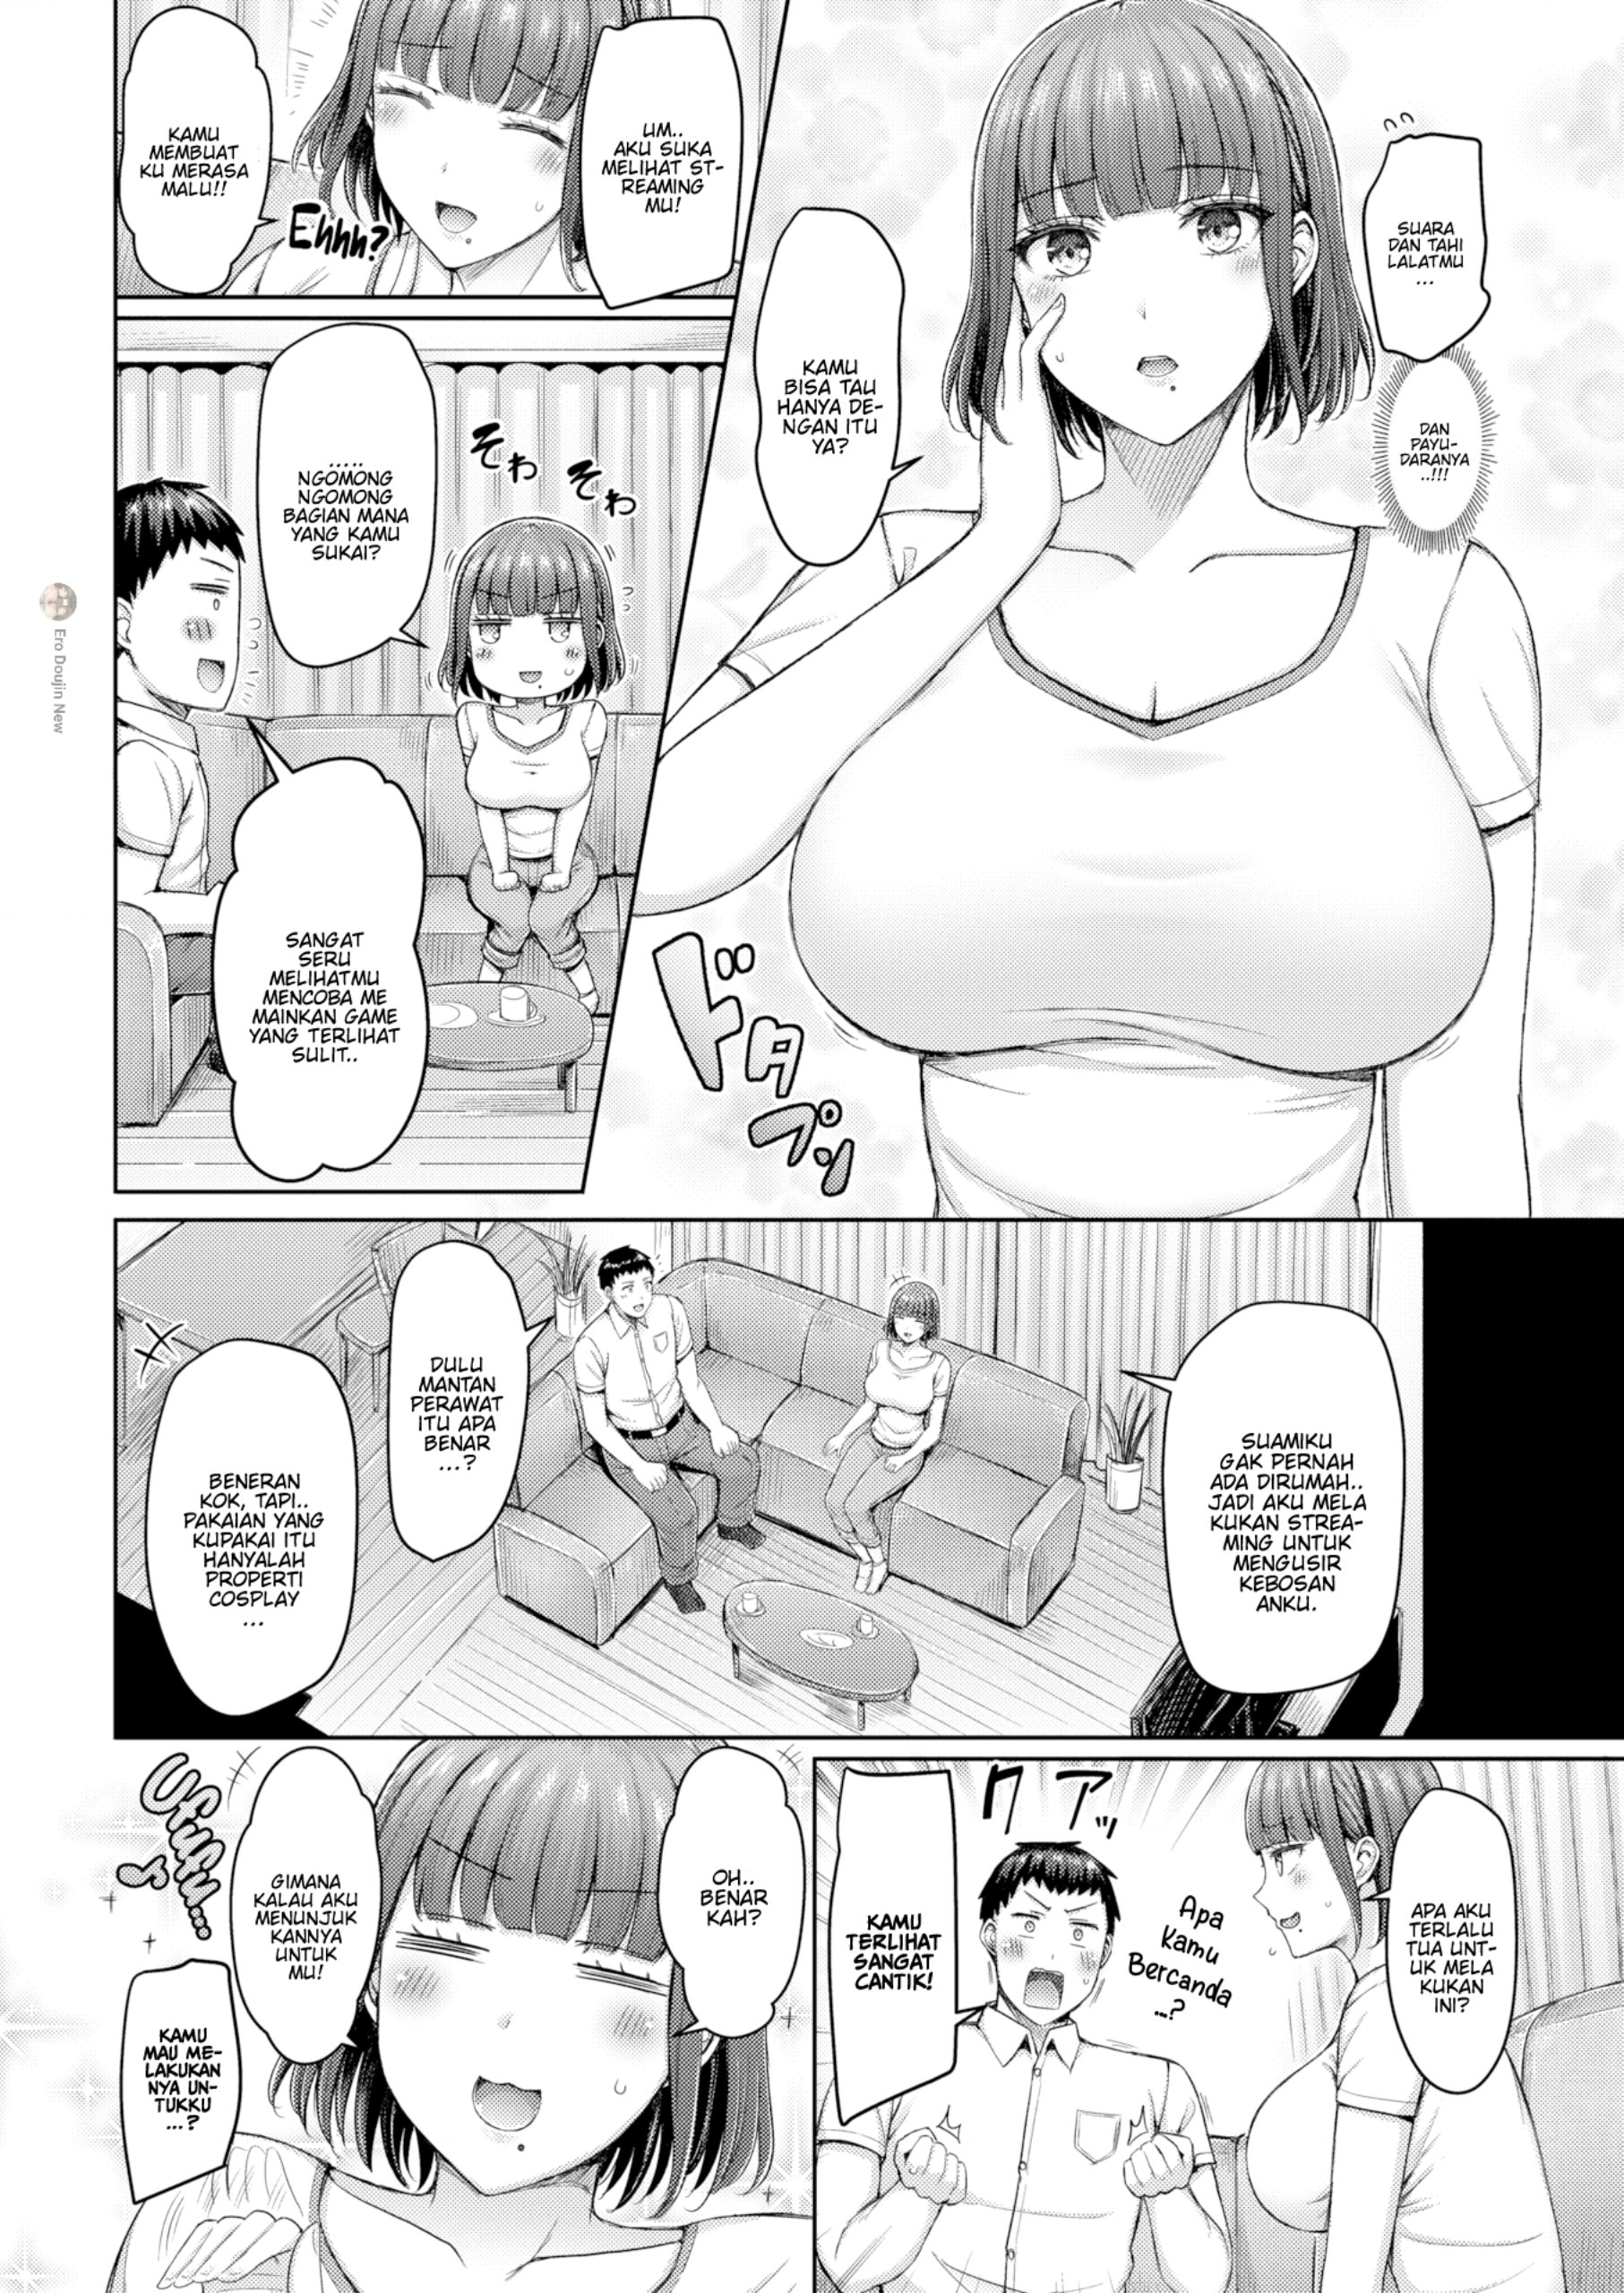 SUARA
DAN TAHI
LALATMU
...
DAN
PAYU-
DARANYA
..!!!
KAMU
BISA TAU
HANYA DE-
NGAN ITU
YA?
ドタプン
UM..
AKU SUKA
MELIHAT ST-
REAMING
MU!
Ehhh?
KAMU
MEMBUAT
KU MERASA
MALU!!
.....
NGOMONG
NGOMONG
BAGIAN MANA
YANG KAMU
SUKAI?
そわ
そわ
SANGAT
SERU
MELIHATMU
MENCOBA ME
MAINKAN GAME
YANG TERLIHAT
SULIT..
Ero Doujin New
SUAMIKU
GAK PERNAH
ADA DIRUMAH..
JADI AKU MELA
KUKAN STREA-
MING UNTUK
MENGUSIR
KEBOSAN
ANKU.
DULU
MANTAN
PERAWAT
ITU APA
BENAR
...?
BENERAN
KOK, TAPI..
PAKAIAN YANG
KUPAKAI ITU
HANYALAH
PROPERTI
COSPLAY
...
APA AKU
TERLALU
TUA UNT-
UK MELA
KUKAN
INI?
Apa
Kamu
Bercanda
...?
クアッ
KAMU
TERLIHAT
SANGAT
CANTIK!
OH..
BENAR
KAH?
GIMANA
KALAU AKU
MENUNJUK
KANNYA
UNTUK
MU!
Ufufu...
KAMU
MAU ME-
LAKUKAN
NYA UN-
TUKKU
...?